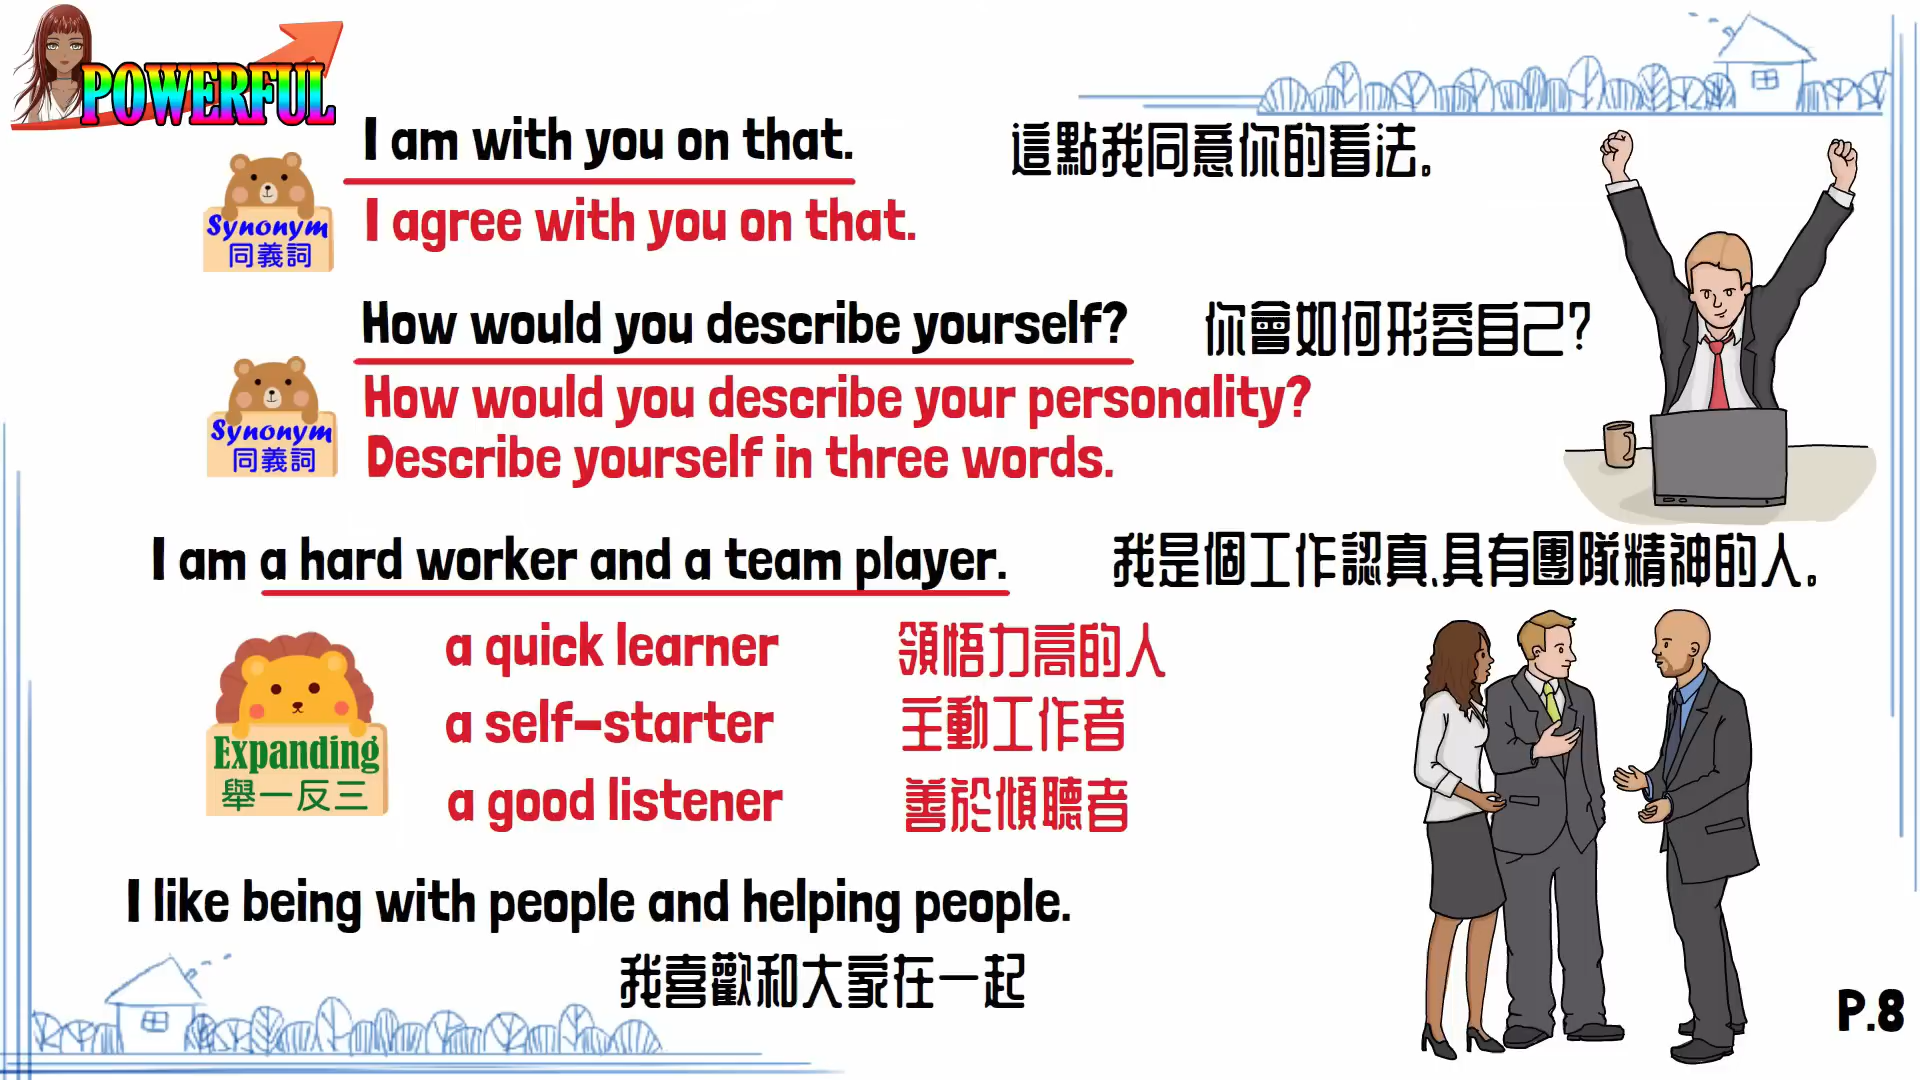 POWERFUL
I am with you on that.
這點我同意你的看法。
Synonym
同義詞
I agree with you on that.
How would you describe yourself?
你會如何形容自己?
Synonym
同義詞
How would you describe your personality?
Describe yourself in three words.
I am a hard worker and a team player.
我是個工作認真、具有團隊精神的人。
Expanding
舉一反三
a quick learner
領悟力高的人
a self-starter
主動工作者
a good listener
善於傾聽者
I like being with people and helping people.
我喜歡和大家在一起
P.8